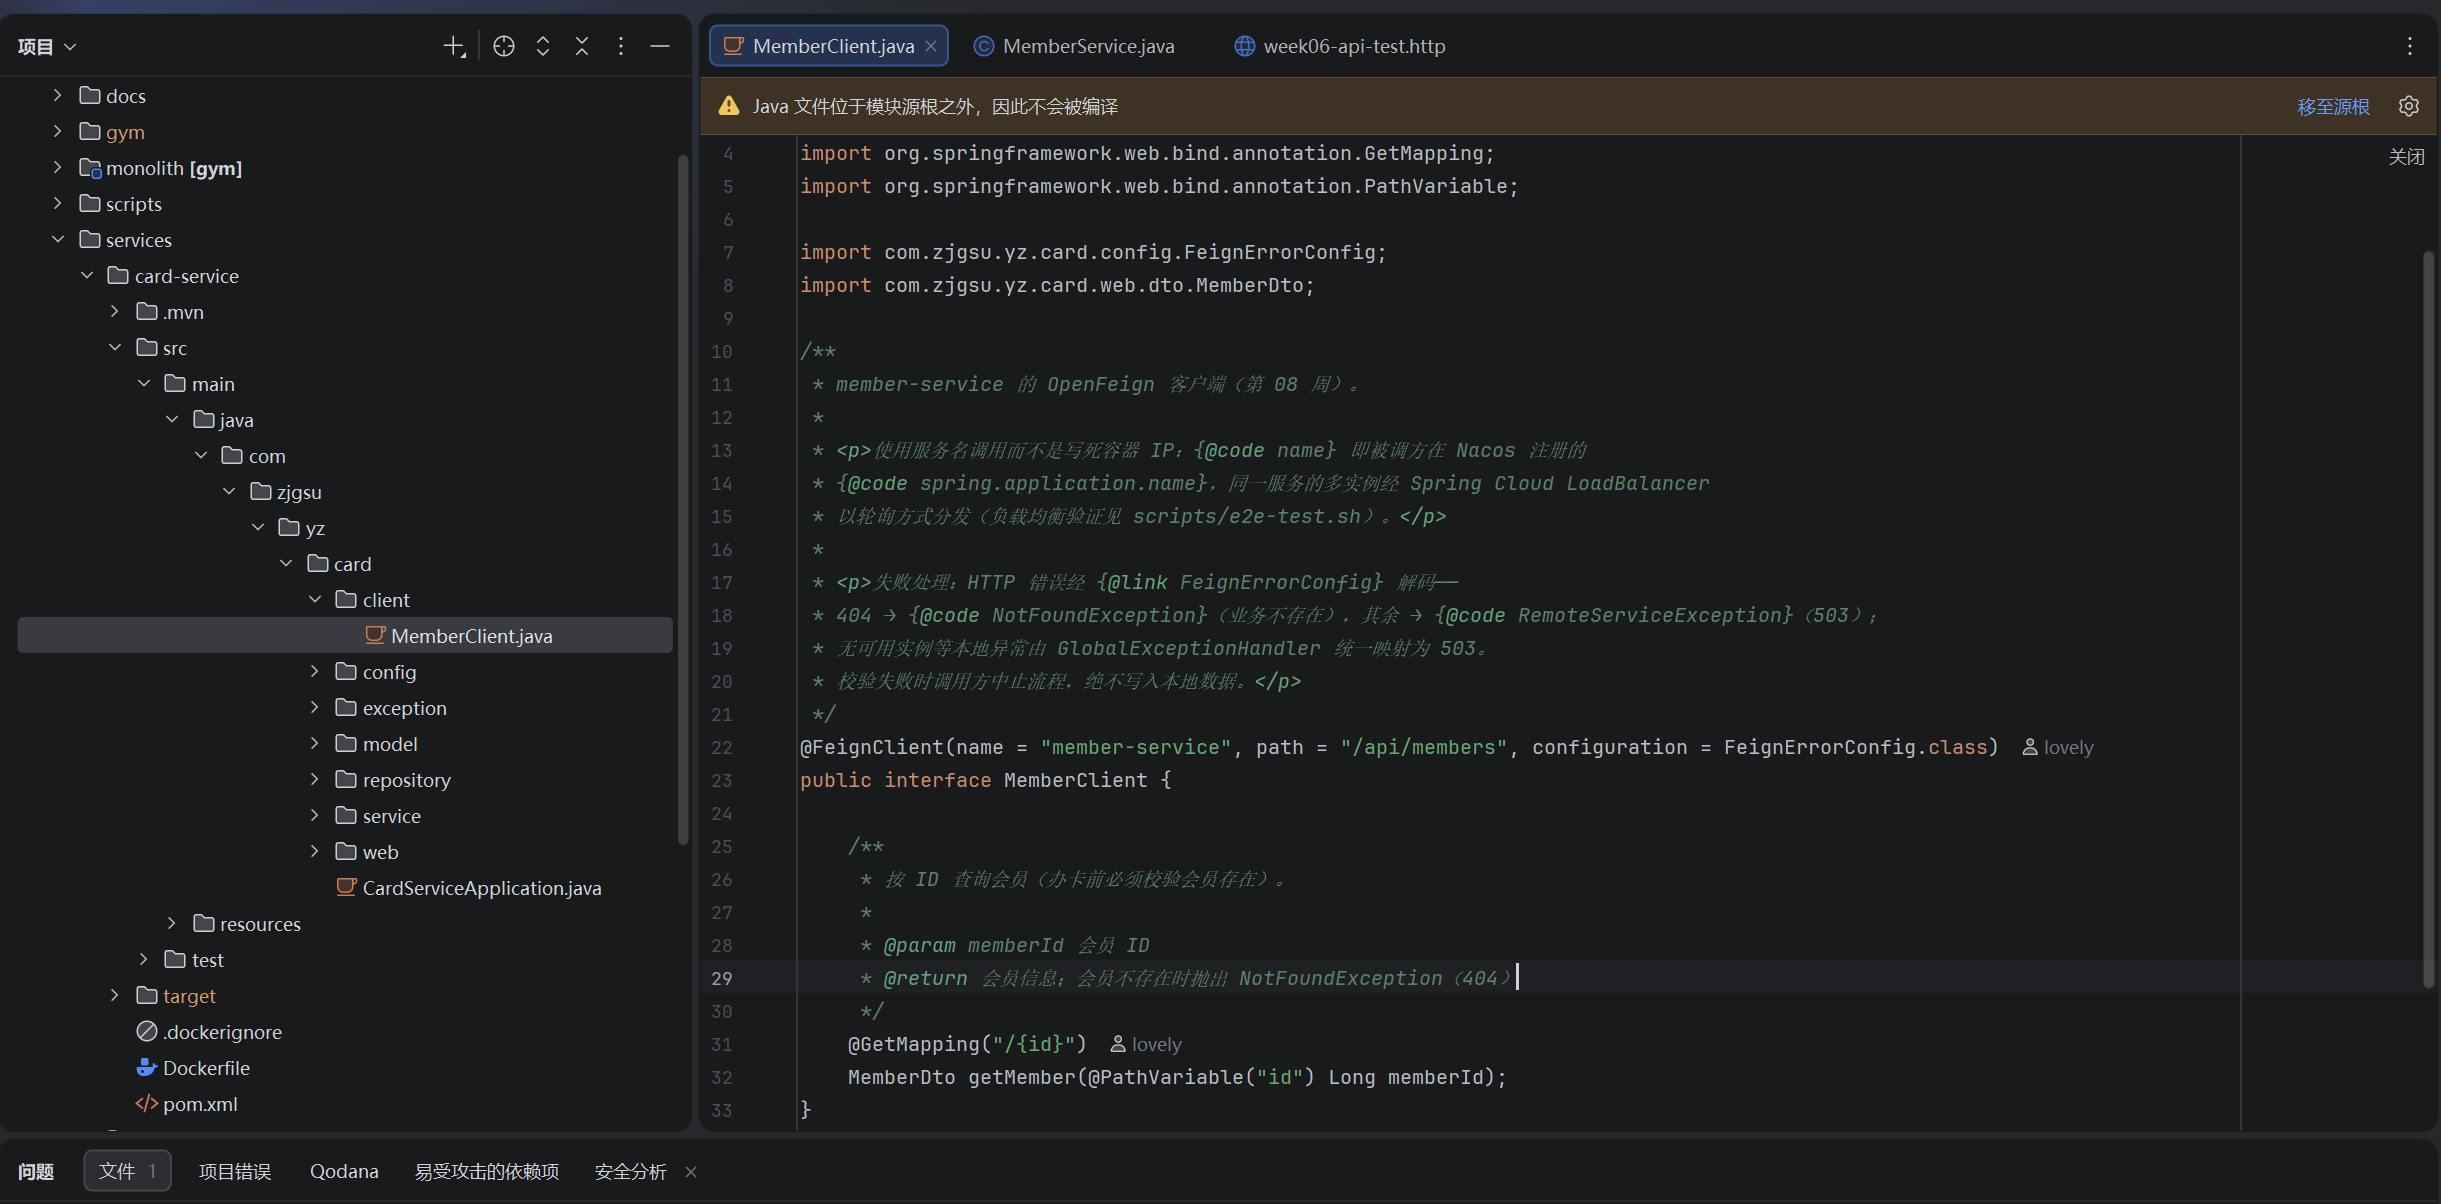 项目
docs
gym
monolith [gym]
scripts
services
card-service
.mvn
src
main
java
com
zjgsu
yz
card
client
MemberClient.java
config
exception
model
repository
service
web
CardServiceApplication.java
resources
test
target
.dockerignore
Dockerfile
pom.xml
MemberClient.java
MemberService.java
week06-api-test.http
Java 文件位于模块源根之外，因此不会被编译
移至源根
关闭
4 import org.springframework.web.bind.annotation.GetMapping;
5 import org.springframework.web.bind.annotation.PathVariable;
6
7 import com.zjgsu.yz.card.config.FeignErrorConfig;
8 import com.zjgsu.yz.card.web.dto.MemberDto;
9
10 /**
11  * member-service 的 OpenFeign 客户端（第 08 周）。
12  *
13  * <p>使用服务名调用而不是写死容器 IP：{@code name} 即被调方在 Nacos 注册的
14  * {@code spring.application.name}，同一服务的多实例经 Spring Cloud LoadBalancer
15  * 以轮询方式分发（负载均衡验证见 scripts/e2e-test.sh）。</p>
16  *
17  * <p>失败处理：HTTP 错误经 {@link FeignErrorConfig} 解码——
18  * 404 → {@code NotFoundException}（业务不存在），其余 → {@code RemoteServiceException}（503）；
19  * 无可用实例等本地异常由 GlobalExceptionHandler 统一映射为 503。
20  * 校验失败时调用方中止流程，绝不写入本地数据。</p>
21  */
22 @FeignClient(name = "member-service", path = "/api/members", configuration = FeignErrorConfig.class) lovely
23 public interface MemberClient {
24
25     /**
26      * 按 ID 查询会员（办卡前必须校验会员存在）。
27      *
28      * @param memberId 会员 ID
29      * @return 会员信息；会员不存在时抛出 NotFoundException（404）
30      */
31     @GetMapping("/{id}") lovely
32     MemberDto getMember(@PathVariable("id") Long memberId);
33 }
问题
文件 1
项目错误
Qodana
易受攻击的依赖项
安全分析